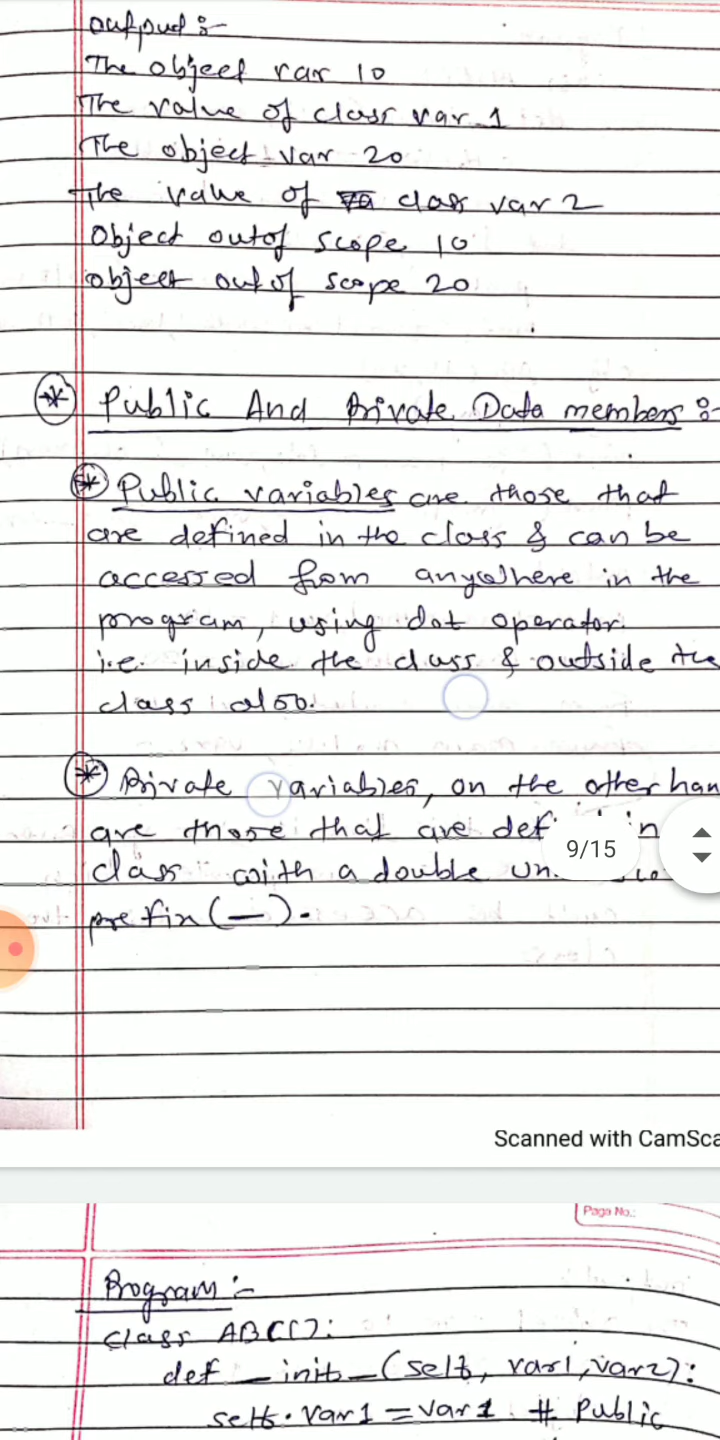 output :-
The object var 10
The value of class var 1
The object var 20
The value of class var 2
Object out of scope 10
object out of scope 20
* Public And Private Data members :-
* Public variables are those that
are defined in the class & can be
accessed from anywhere in the
program, using dot operator.
i.e. inside the class & outside the
class also.
* Private variables, on the other han
are those that are def in
class with a double
prefix (—).
9/15
Scanned with CamSca
Page No.:
Program :-
class ABC():
def _init_(self, var1, var2):
self.var1 = var1 # Public